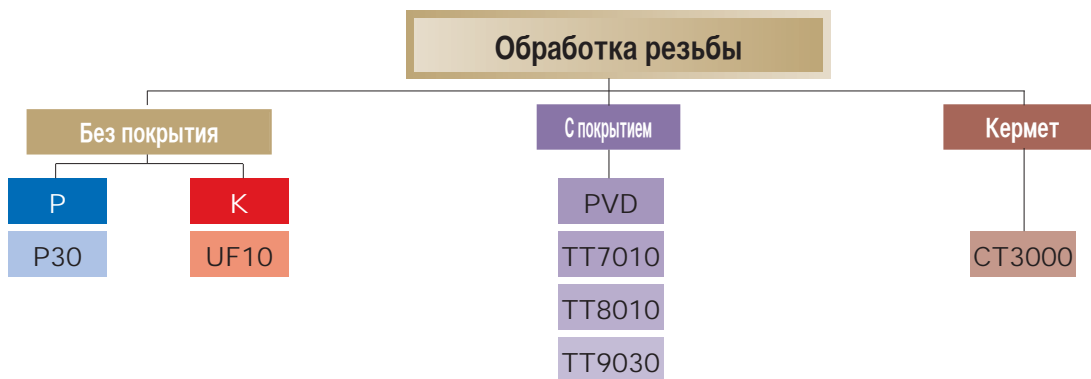 Обработка резьбы
Без покрытия
С покрытием
Кермет
P
K
PVD
P30
UF10
TT7010
CT3000
TT8010
TT9030